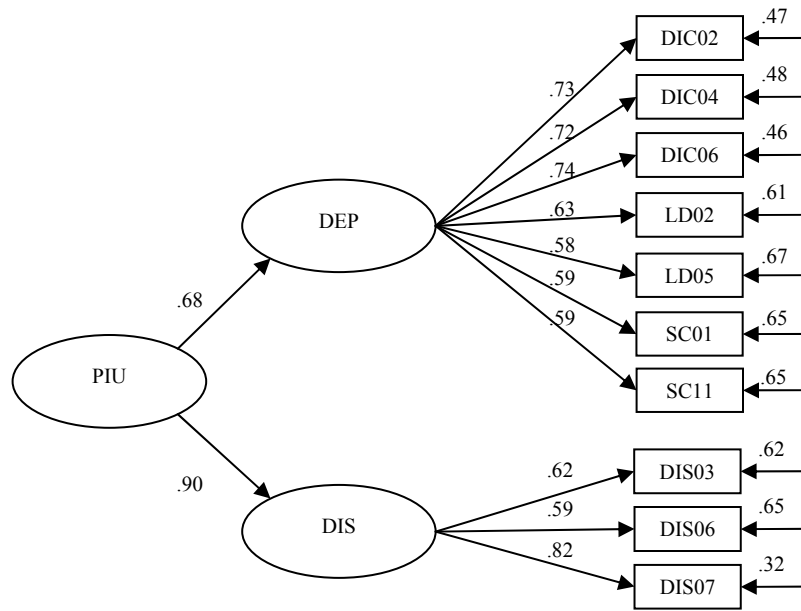 .47
DIC02
.73
.48
DIC04
.72
.46
DIC06
.74
.61
LD02
.63
DEP
.67
LD05
.58
.59
.65
SC01
.68
.59
.65
SC11
PIU
.62
DIS03
.62
.90
.65
DIS06
.59
DIS
.82
.32
DIS07